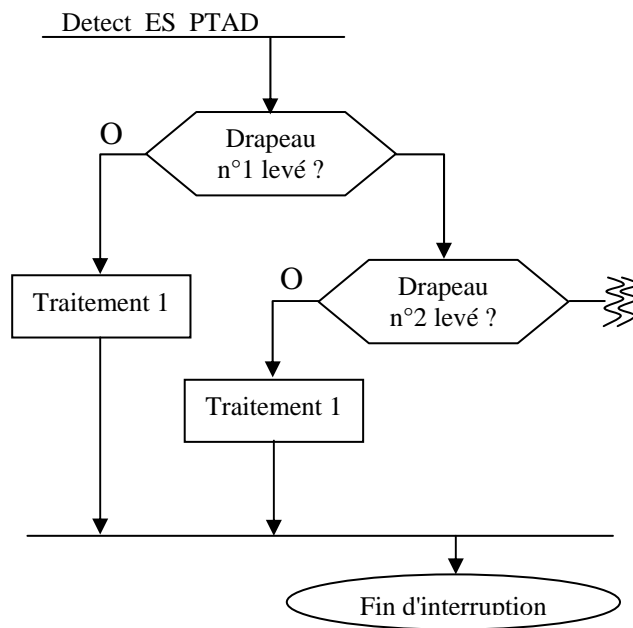 Detect ES PTAD
O
Drapeau
n°1 levé ?
O
Drapeau
n°2 levé ?
Traitement 1
Traitement 1
Fin d'interruption